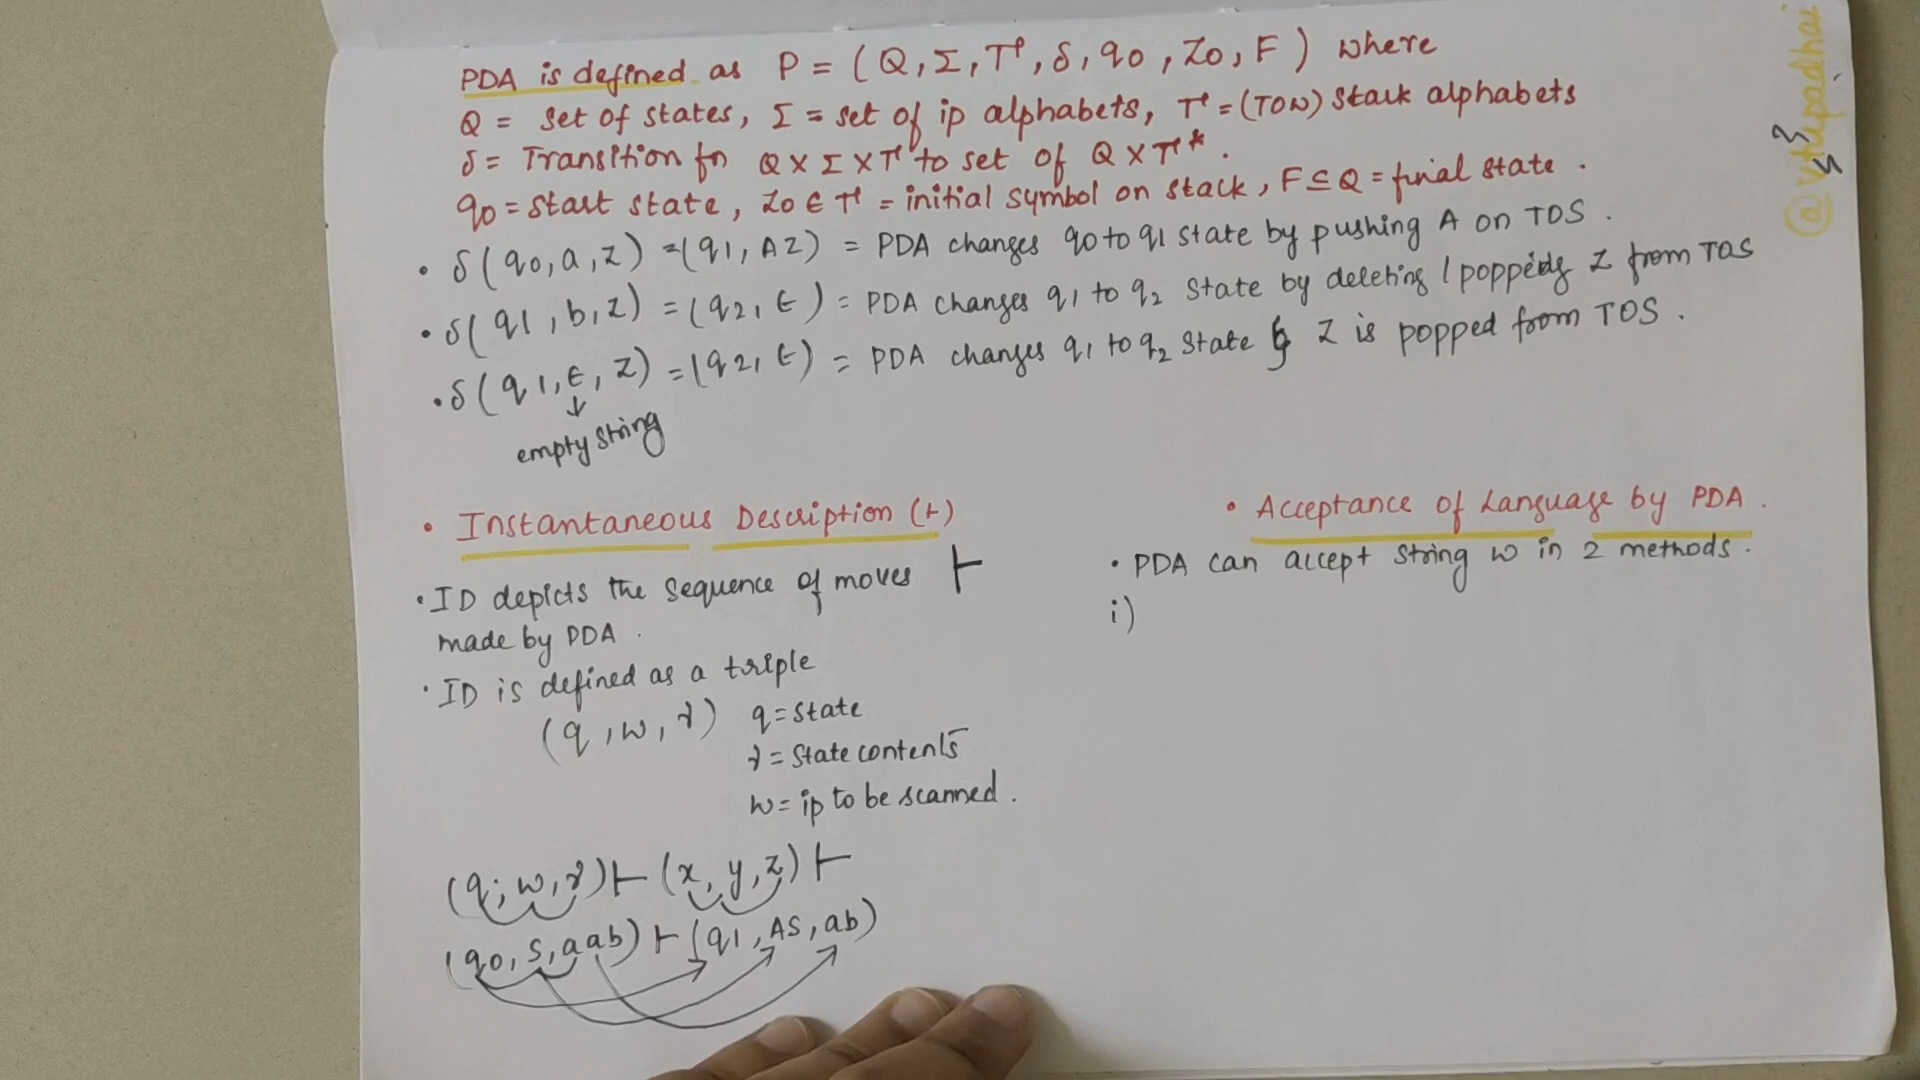 PDA is defined as P = (Q, Σ, Γ, δ, q0, Z0, F) where
Q = set of states, Σ = set of ip alphabets, Γ = (TOS) stack alphabets
δ = Transition fn Q X Σ X Γ to set of Q X Γ*.
q0 = start state, Z0 ∈ Γ = initial symbol on stack, F ⊆ Q = final state.
• δ(q0, a, Z) = (q1, AZ) = PDA changes q0 to q1 state by pushing A on TOS.
• δ(q1, b, Z) = (q2, ε) = PDA changes q1 to q2 state by deleting / popping Z from TOS
• δ(q1, ε, Z) = (q2, ε) = PDA changes q1 to q2 state & Z is popped from TOS.
↓
empty string
• Instantaneous Description (⊢)
• ID depicts the sequence of moves ⊢
made by PDA.
• ID is defined as a triple
(q, w, γ) q = state
γ = state contents
w = ip to be scanned.
(q, w, γ) ⊢ (x, y, z) ⊢
(q0, S, aab) ⊢ (q1, AS, ab)
• Acceptance of Language by PDA.
• PDA can accept string w in 2 methods.
i)